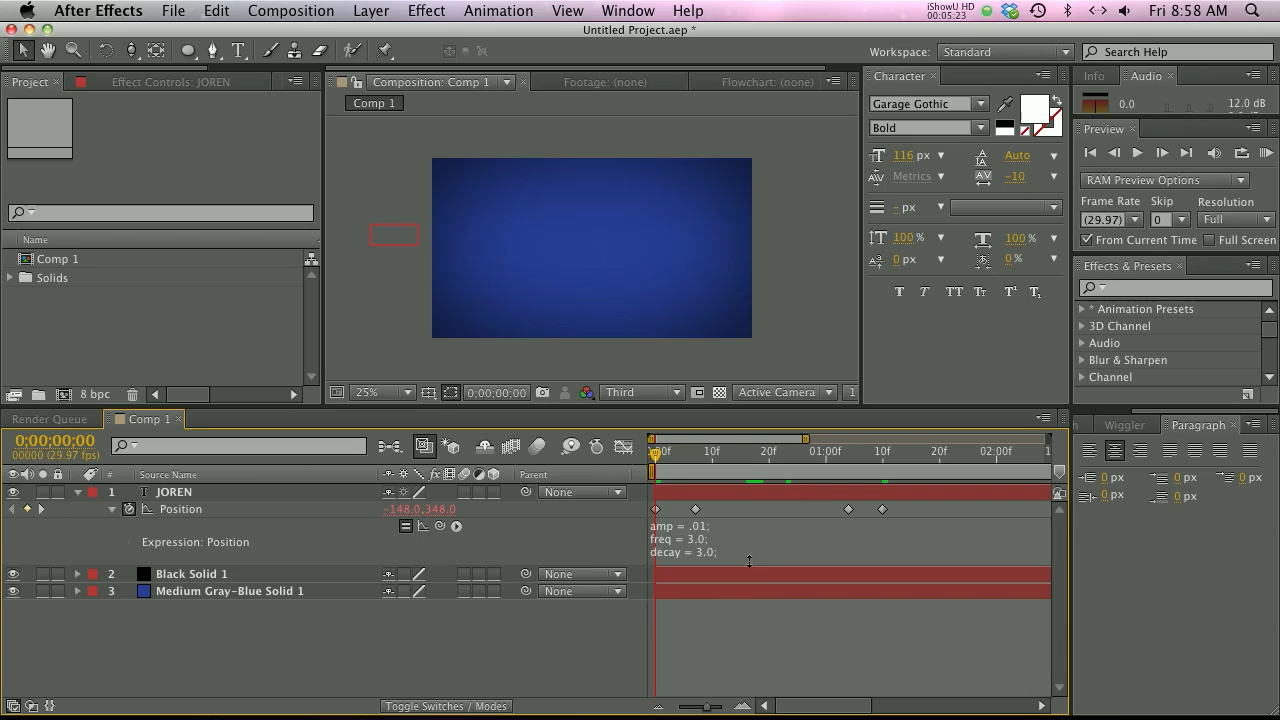 After Effects File Edit Composition Layer Effect Animation View Window Help
iShowU HD
00:05:23
Fri 8:58 AM
Untitled Project.aep *
Workspace: Standard
Search Help
Project
Effect Controls: JOREN
Composition: Comp 1
Footage: (none)
Flowchart: (none)
Character
Info
Audio
Comp 1
Garage Gothic
0.0
12.0 dB
Bold
Preview
116 px
Auto
Metrics
-10
RAM Preview Options
Frame Rate Skip Resolution
- px
(29.97) 0 Full
Name
100 %
100 %
From Current Time
Full Screen
Comp 1
0 px
0 %
Effects & Presets
Solids
* Animation Presets
3D Channel
Audio
Blur & Sharpen
Channel
8 bpc
25%
0;00;00;00
Third
Active Camera
1
Render Queue
Comp 1
Wriggler
Paragraph
0;00;00;00
00000 (29.97 fps)
10f
20f
01:00f
10f
20f
02:00f
1
# Source Name
Parent
0 px
0 px
0 px
0 px
0 px
1 T JOREN
None
Position
-148.0,348.0
amp = .01;
freq = 3.0;
decay = 3.0;
Expression: Position
2 Black Solid 1
None
3 Medium Gray-Blue Solid 1
None
Toggle Switches / Modes